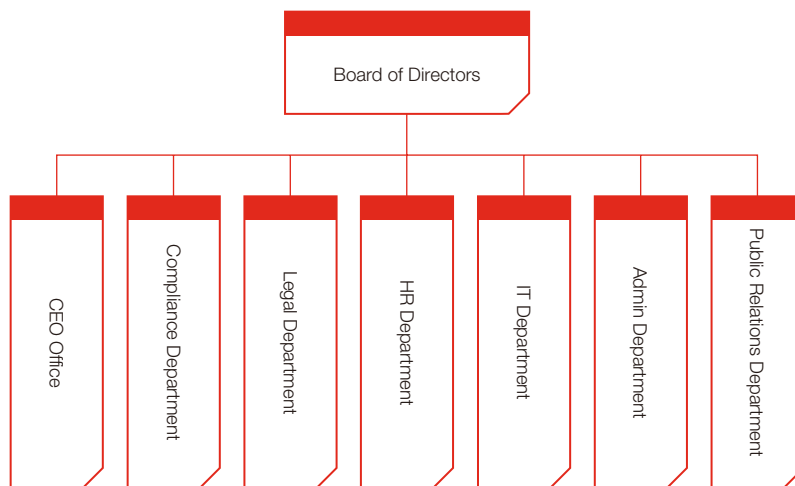 Board of Directors
CEO Office
Compliance Department
Legal Department
HR Department
IT Department
Admin Department
Public Relations Department